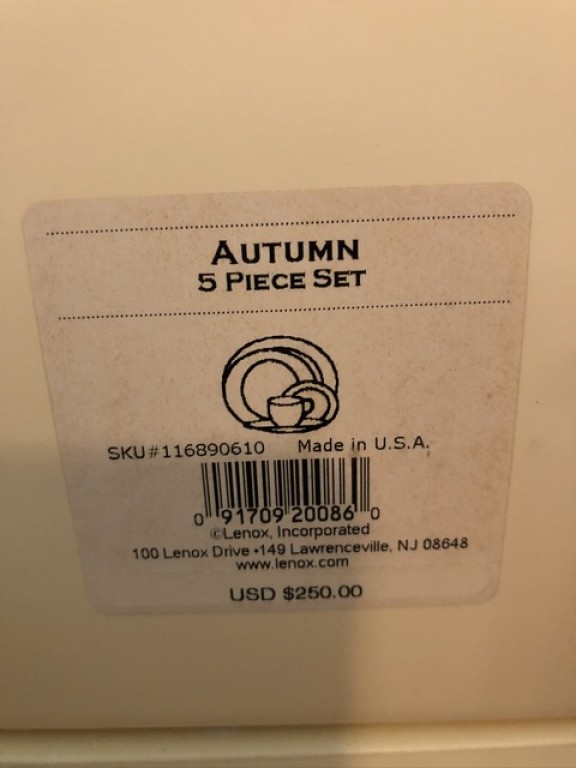 AUTUMN
5 PIECE SET
SKU#116890610 Made in U.S.A.
0 91709 20086 0
©Lenox, Incorporated
100 Lenox Drive •149 Lawrenceville, NJ 08648
www.lenox.com
USD $250.00